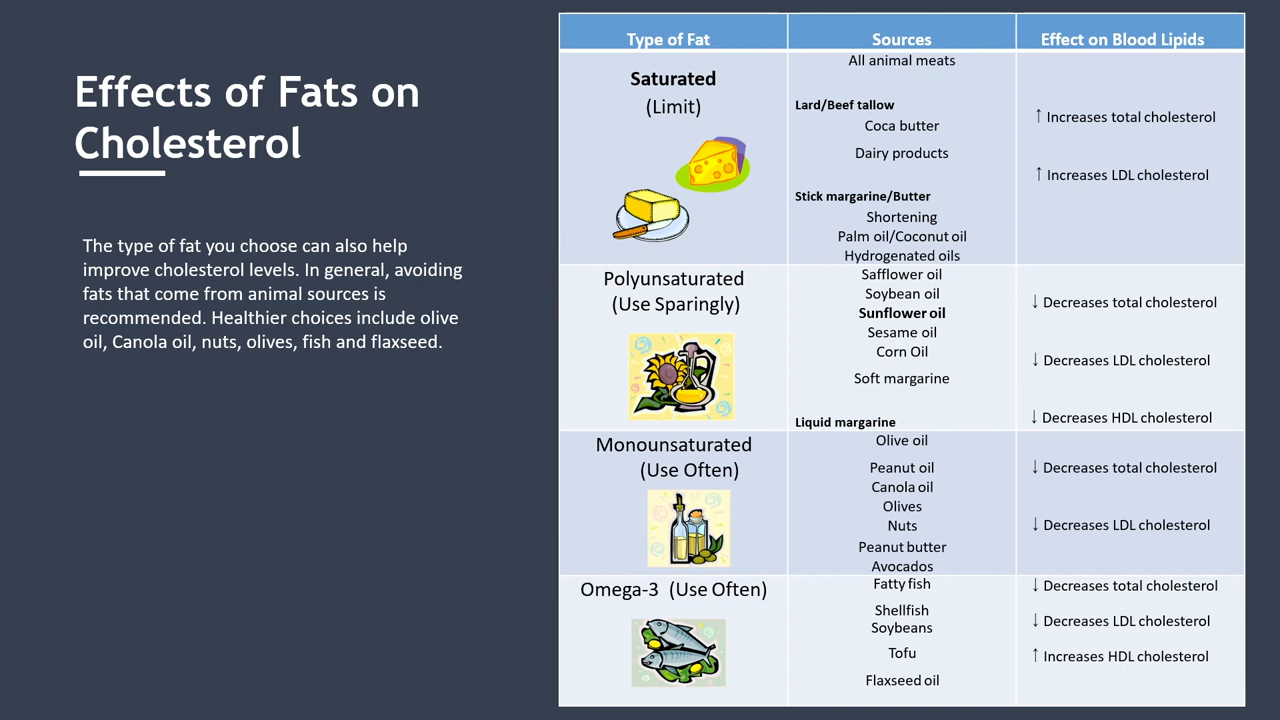 Effects of Fats on
Cholesterol
The type of fat you choose can also help
improve cholesterol levels. In general, avoiding
fats that come from animal sources is
recommended. Healthier choices include olive
oil, Canola oil, nuts, olives, fish and flaxseed.
Type of Fat
Sources
Effect on Blood Lipids
Saturated
(Limit)
All animal meats
Lard/Beef tallow
Coca butter
Dairy products
Stick margarine/Butter
Shortening
Palm oil/Coconut oil
Hydrogenated oils
↑ Increases total cholesterol
↑ Increases LDL cholesterol
Polyunsaturated
(Use Sparingly)
Safflower oil
Soybean oil
Sunflower oil
Sesame oil
Corn Oil
Soft margarine
Liquid margarine
↓ Decreases total cholesterol
↓ Decreases LDL cholesterol
↓ Decreases HDL cholesterol
Monounsaturated
(Use Often)
Olive oil
Peanut oil
Canola oil
Olives
Nuts
Peanut butter
Avocados
↓ Decreases total cholesterol
↓ Decreases LDL cholesterol
Omega-3 (Use Often)
Fatty fish
Shellfish
Soybeans
Tofu
Flaxseed oil
↓ Decreases total cholesterol
↓ Decreases LDL cholesterol
↑ Increases HDL cholesterol